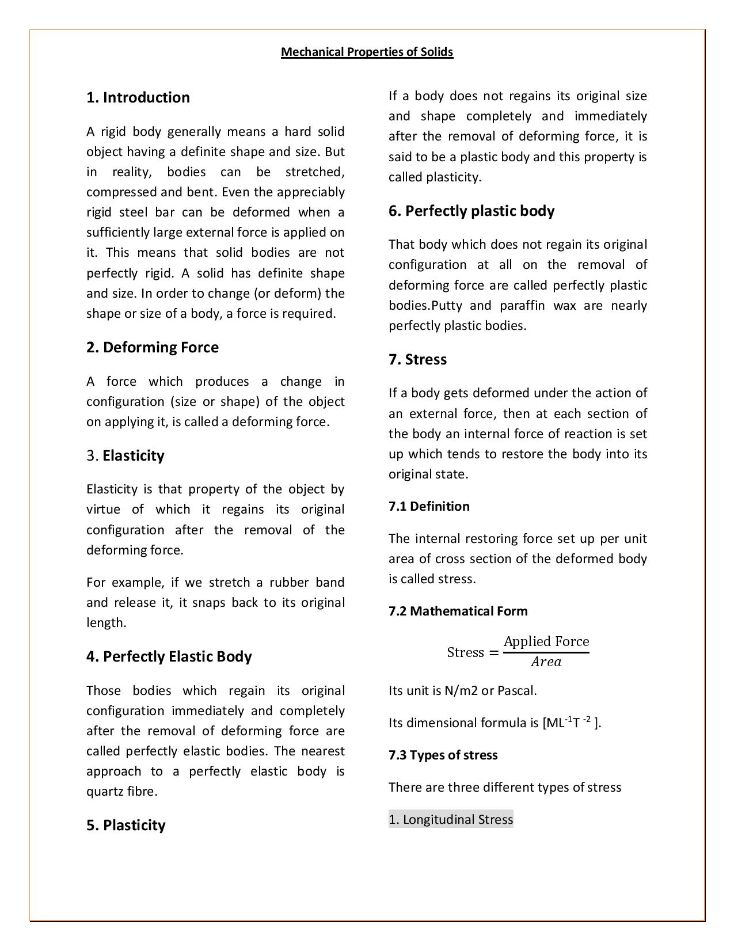 Mechanical Properties of Solids
1. Introduction
A rigid body generally means a hard solid
object having a definite shape and size. But
in reality, bodies can be stretched,
compressed and bent. Even the appreciably
rigid steel bar can be deformed when a
sufficiently large external force is applied on
it. This means that solid bodies are not
perfectly rigid. A solid has definite shape
and size. In order to change (or deform) the
shape or size of a body, a force is required.
2. Deforming Force
A force which produces a change in
configuration (size or shape) of the object
on applying it, is called a deforming force.
3. Elasticity
Elasticity is that property of the object by
virtue of which it regains its original
configuration after the removal of the
deforming force.
For example, if we stretch a rubber band
and release it, it snaps back to its original
length.
4. Perfectly Elastic Body
Those bodies which regain its original
configuration immediately and completely
after the removal of deforming force are
called perfectly elastic bodies. The nearest
approach to a perfectly elastic body is
quartz fibre.
5. Plasticity
If a body does not regains its original size
and shape completely and immediately
after the removal of deforming force, it is
said to be a plastic body and this property is
called plasticity.
6. Perfectly plastic body
That body which does not regain its original
configuration at all on the removal of
deforming force are called perfectly plastic
bodies.Putty and paraffin wax are nearly
perfectly plastic bodies.
7. Stress
If a body gets deformed under the action of
an external force, then at each section of
the body an internal force of reaction is set
up which tends to restore the body into its
original state.
7.1 Definition
The internal restoring force set up per unit
area of cross section of the deformed body
is called stress.
7.2 Mathematical Form
Stress = Applied Force / Area
Its unit is N/m2 or Pascal.
Its dimensional formula is [ML⁻¹T ⁻² ].
7.3 Types of stress
There are three different types of stress
1. Longitudinal Stress